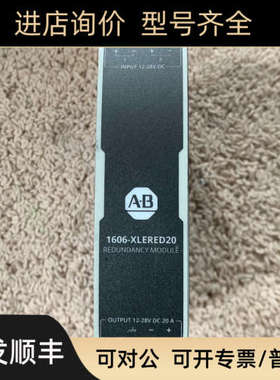 进店询价 型号齐全
INPUT 12-28V DC
A-B
1606-XLERED20
REDUNDANCY MODULE
OUTPUT 12-28V DC 20 A
发顺丰
可对公 可开专票/普